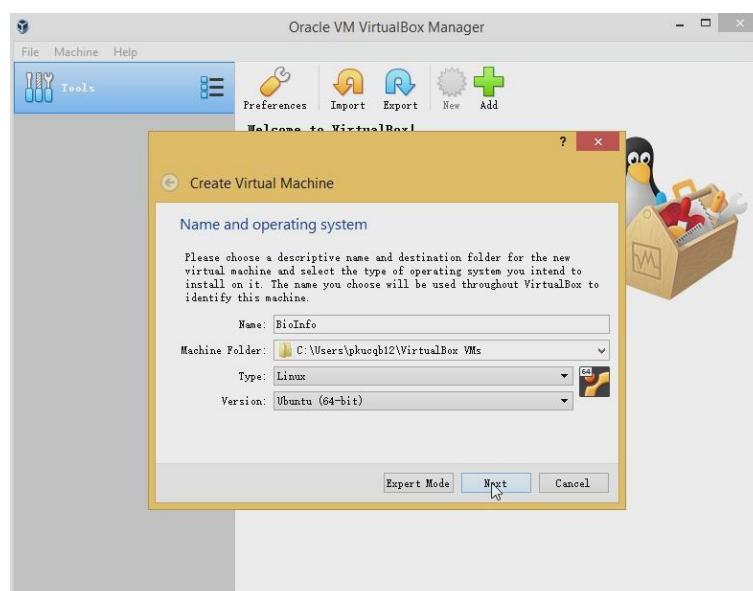 Oracle VM VirtualBox Manager
File Machine Help
Tools
Preferences Import Export New Add
Welcome to VirtualBox!
? ×
Create Virtual Machine
Name and operating system
Please choose a descriptive name and destination folder for the new
virtual machine and select the type of operating system you intend to
install on it. The name you choose will be used throughout VirtualBox to
identify this machine.
Name: BioInfo
Machine Folder: C:\Users\pkucqb12\VirtualBox VMs
Type: Linux
64
Version: Ubuntu (64-bit)
Expert Mode Next Cancel